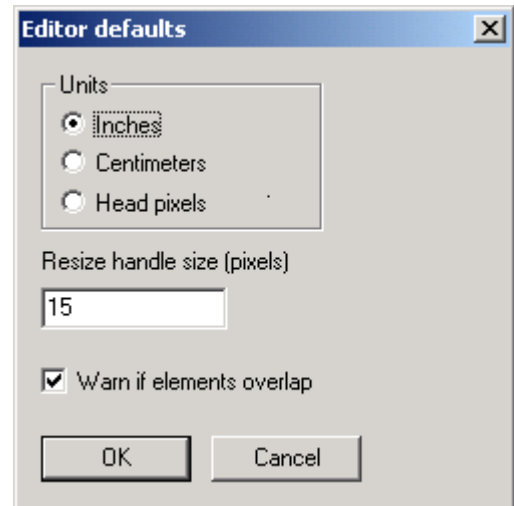 Editor defaults
Units
Inches
Centimeters
Head pixels
Resize handle size (pixels)
15
Warn if elements overlap
OK
Cancel